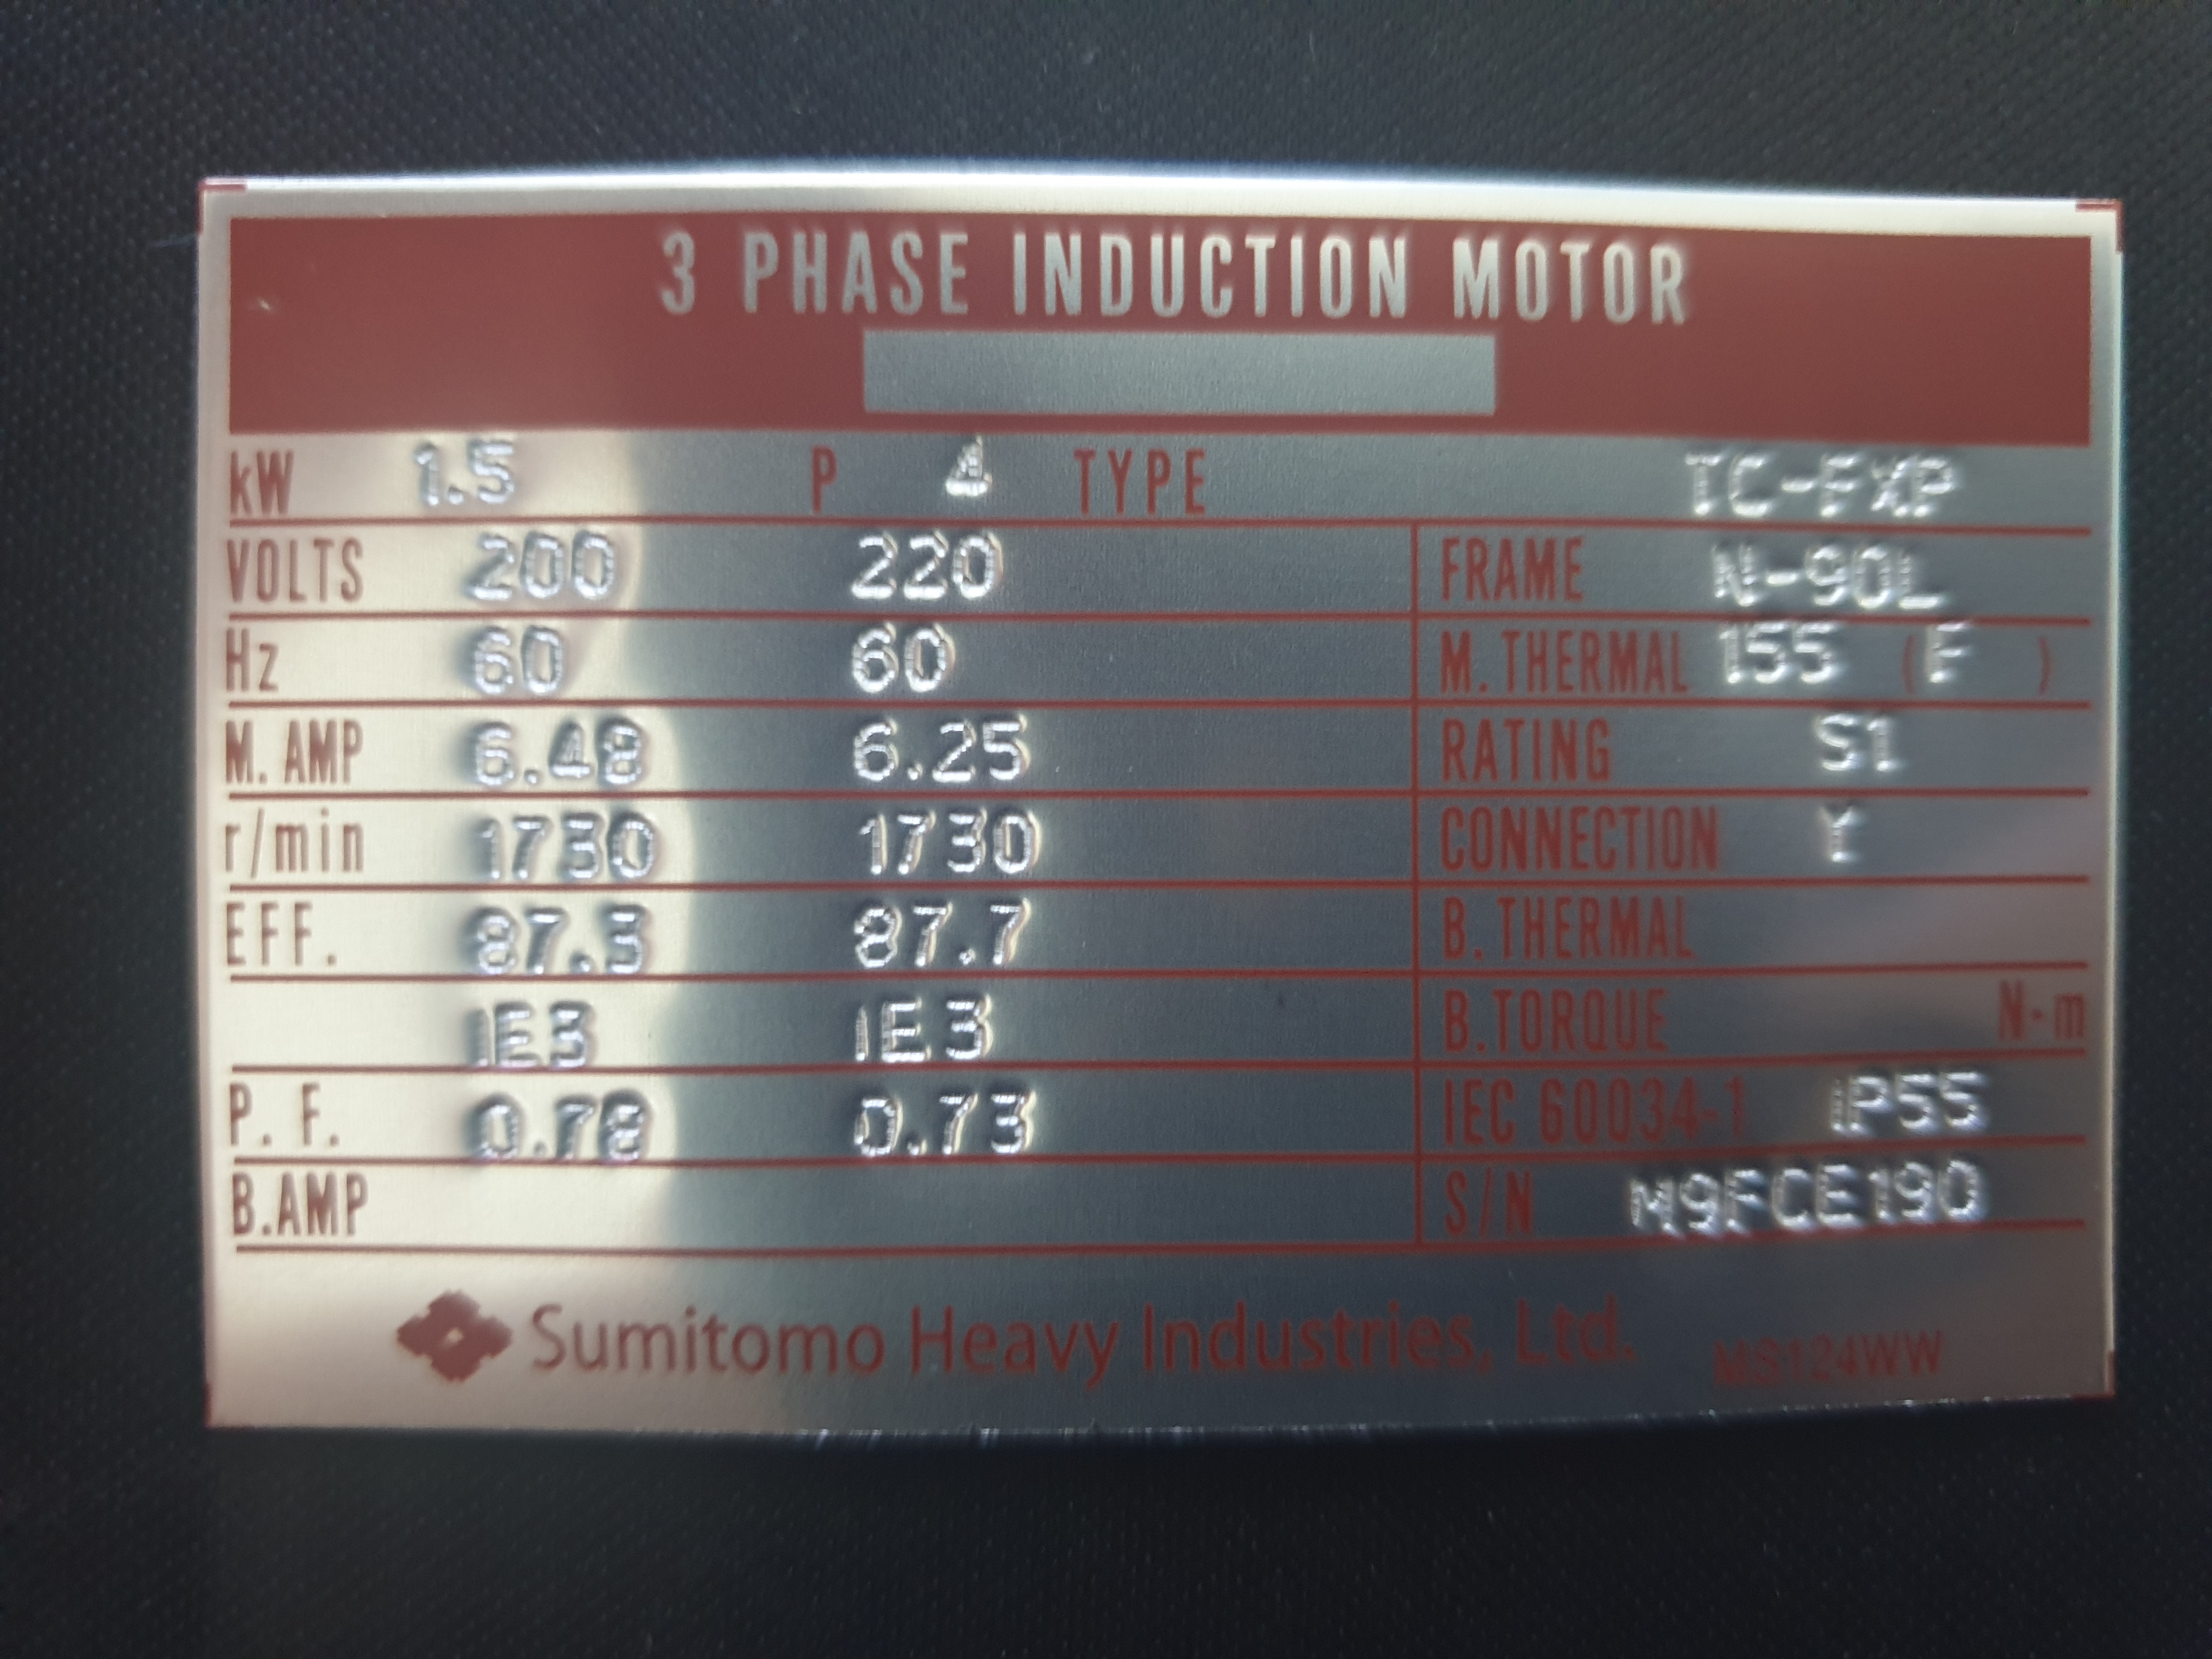 3 PHASE INDUCTION MOTOR
kW 1.5 P 4 TYPE TC-FXP
VOLTS 200 220 FRAME N-90L
Hz 60 60 M.THERMAL 155 (F )
M. AMP 6.48 6.25 RATING S1
r/min 1730 1730 CONNECTION Y
EFF. 87.3 87.7 B.THERMAL
IE3 IE3 B.TORQUE N·m
P. F. 0.78 0.73 IEC 60034-1 IP55
B.AMP S/N M9FCE190
Sumitomo Heavy Industries, Ltd. MS124WW